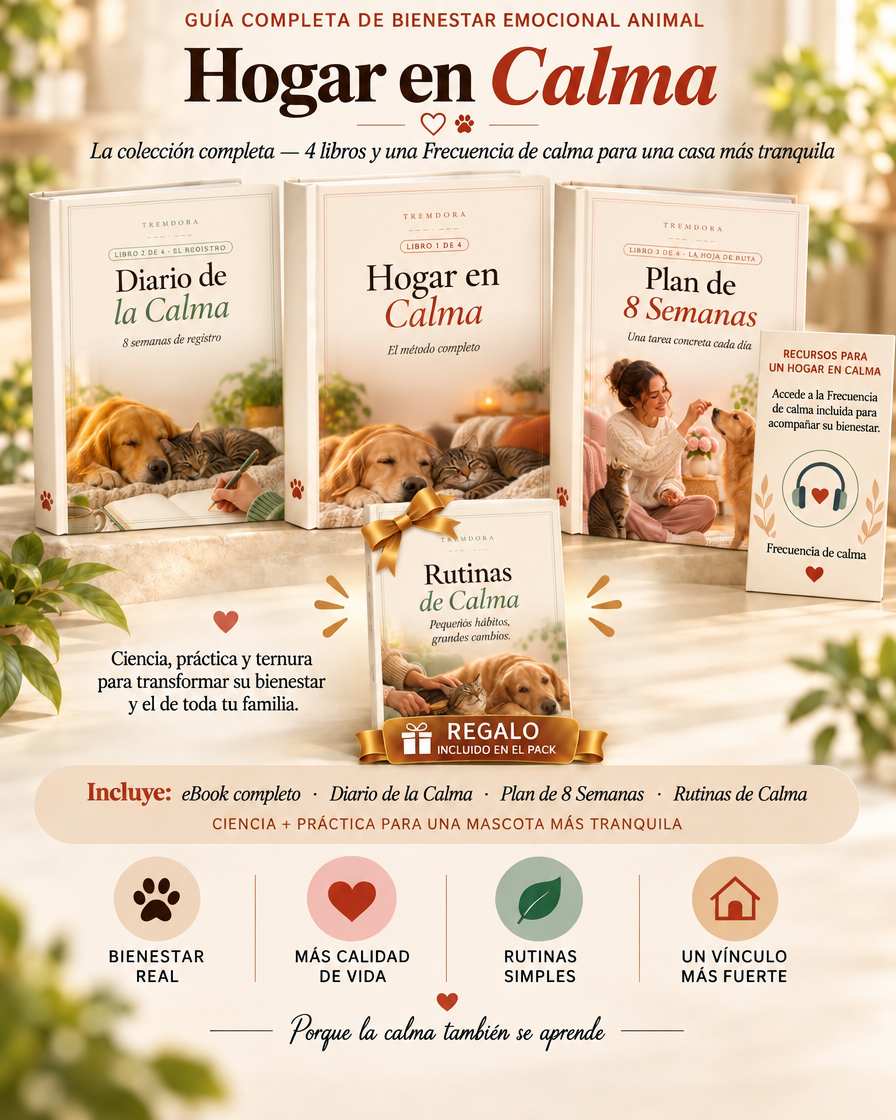 GUÍA COMPLETA DE BIENESTAR EMOCIONAL ANIMAL
Hogar en Calma
La colección completa — 4 libros y una Frecuencia de calma para una casa más tranquila
TREMDORA
LIBRO 2 DE 4 - EL REGISTRO
Diario de
la Calma
8 semanas de registro
TREMDORA
LIBRO 1 DE 4
Hogar en
Calma
El método completo
TREMDORA
LIBRO 3 DE 4 - LA HOJA DE RUTA
Plan de
8 Semanas
Una tarea concreta cada día
RECURSOS PARA
UN HOGAR EN CALMA
Accede a la Frecuencia
de calma incluida para
acompañar su bienestar.
Frecuencia de calma
TREMDORA
Rutinas
de Calma
Pequeños hábitos,
grandes cambios.
REGALO
INCLUIDO EN EL PACK
Ciencia, práctica y ternura
para transformar su bienestar
y el de toda tu familia.
Incluye: eBook completo · Diario de la Calma · Plan de 8 Semanas · Rutinas de Calma
CIENCIA + PRÁCTICA PARA UNA MASCOTA MÁS TRANQUILA
BIENESTAR
REAL
MÁS CALIDAD
DE VIDA
RUTINAS
SIMPLES
UN VÍNCULO
MÁS FUERTE
Porque la calma también se aprende